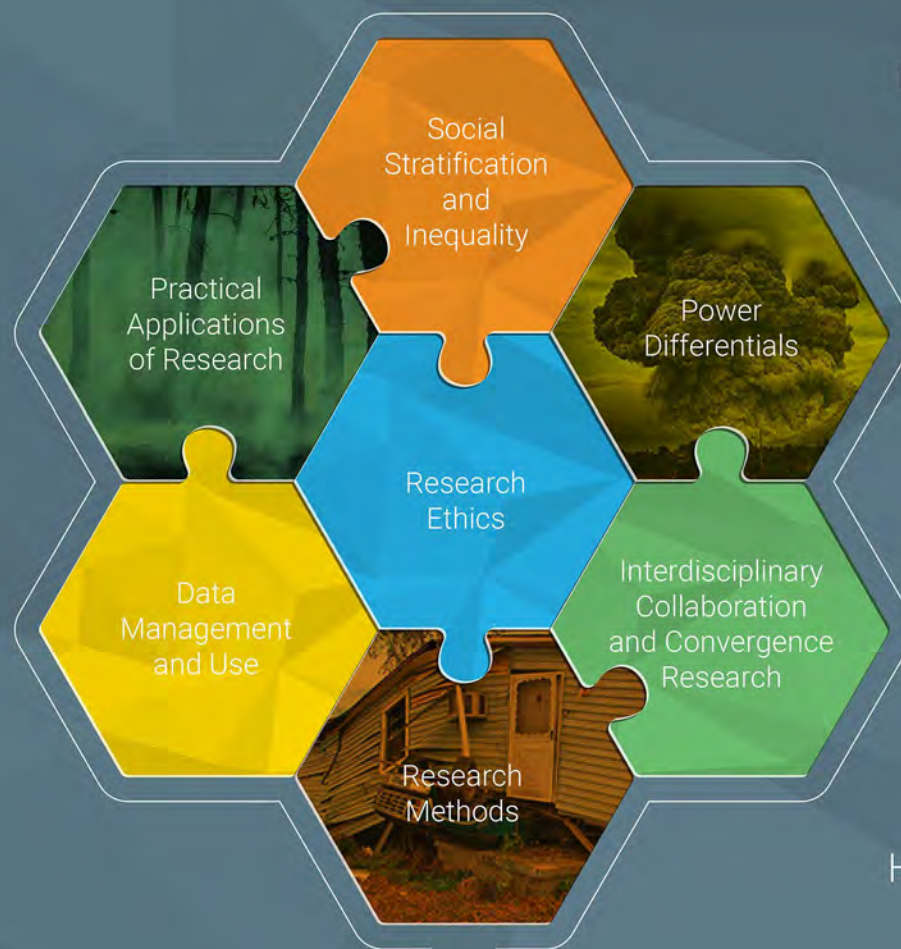 Social
Stratification
and
Inequality
Practical
Applications
of Research
Power
Differentials
Research
Ethics
Data
Management
and Use
Interdisciplinary
Collaboration
and Convergence
Research
Research
Methods
H